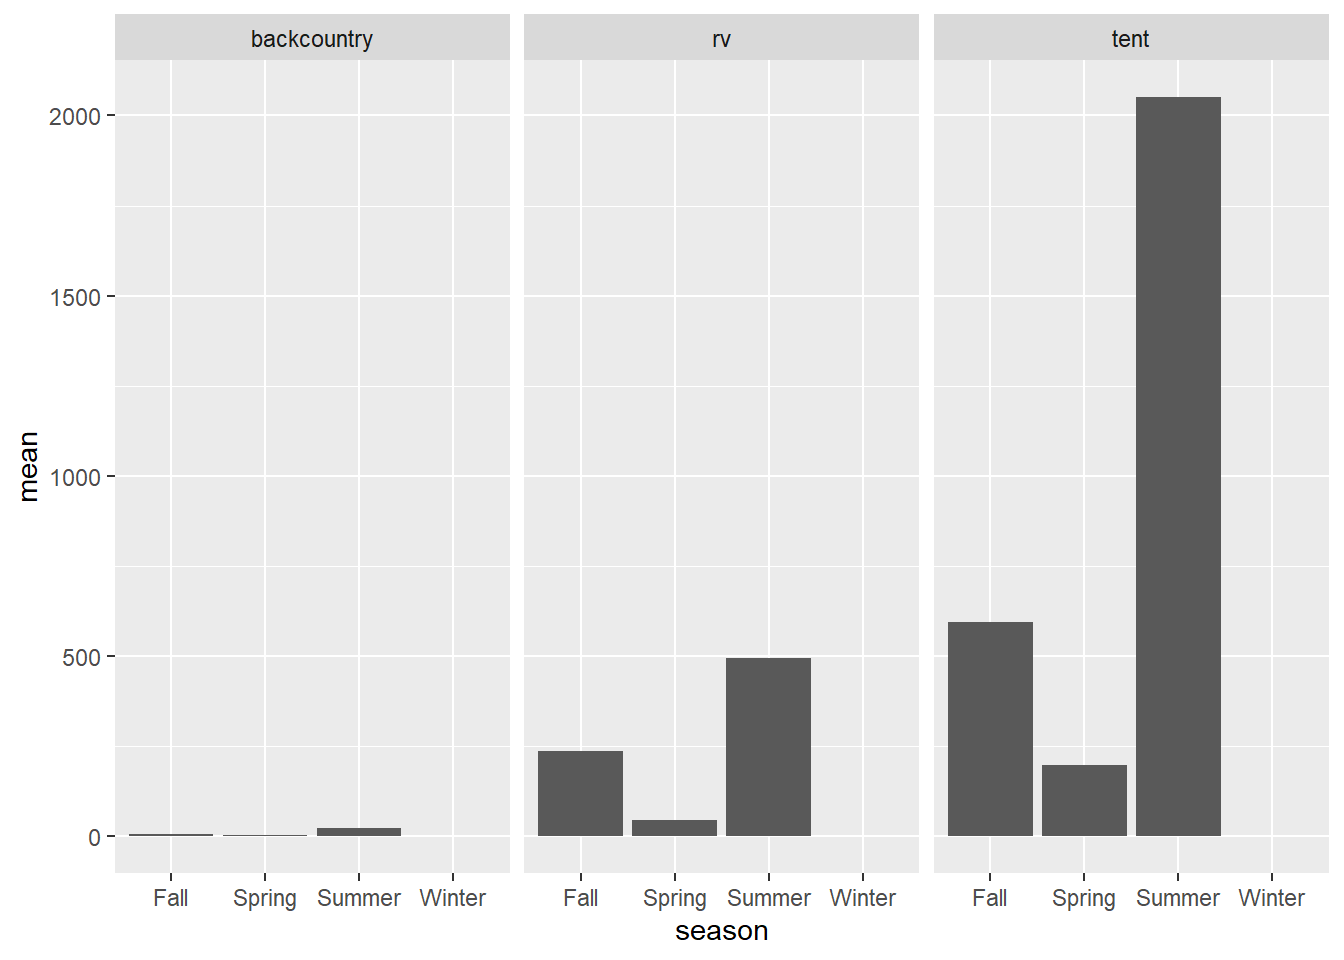 backcountry rv tent
mean
2000
1500
1000
500
0
Fall Spring Summer Winter Fall Spring Summer Winter Fall Spring Summer Winter
season